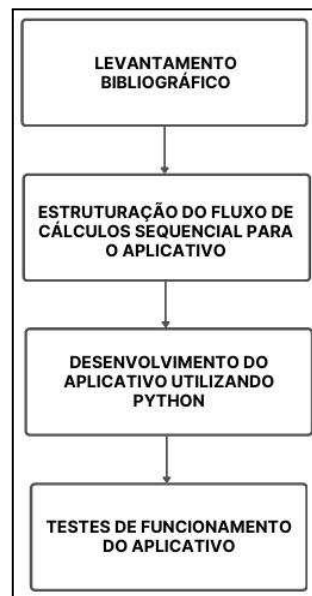 LEVANTAMENTO
BIBLIOGRÁFICO
ESTRUTURAÇÃO DO FLUXO DE
CÁLCULOS SEQUENCIAL PARA
O APLICATIVO
DESENVOLVIMENTO DO
APLICATIVO UTILIZANDO
PYTHON
TESTES DE FUNCIONAMENTO
DO APLICATIVO